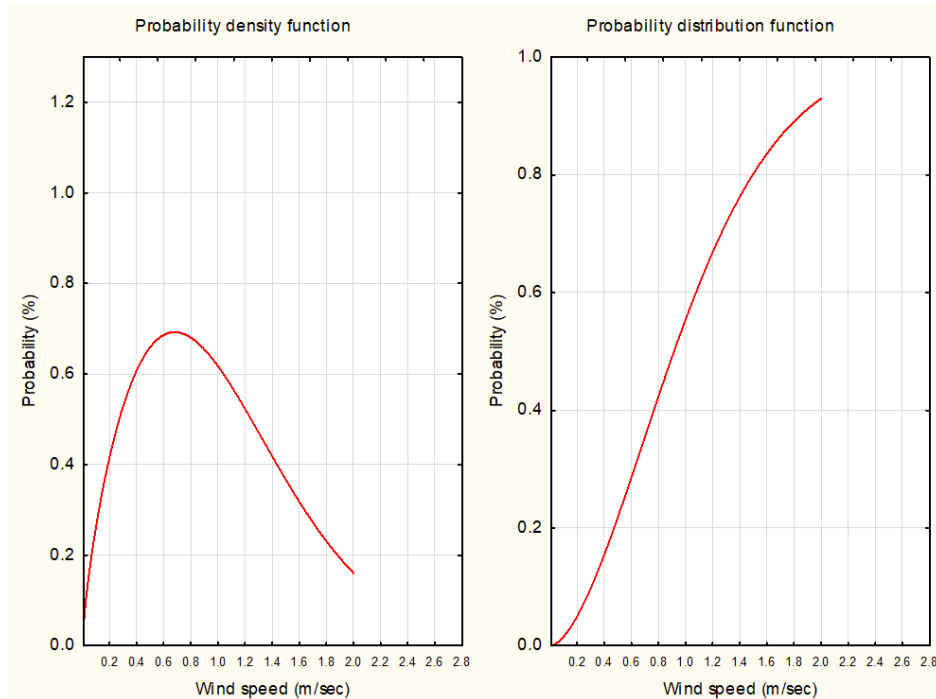 Probability density function
Probability (%)
1.2
1.0
0.8
0.6
0.4
0.2
0.0
0.2 0.4 0.6 0.8 1.0 1.2 1.4 1.6 1.8 2.0 2.2 2.4 2.6 2.8
Wind speed (m/sec)
Probability distribution function
Probability (%)
1.0
0.8
0.6
0.4
0.2
0.0
0.2 0.4 0.6 0.8 1.0 1.2 1.4 1.6 1.8 2.0 2.2 2.4 2.6 2.8
Wind speed (m/sec)